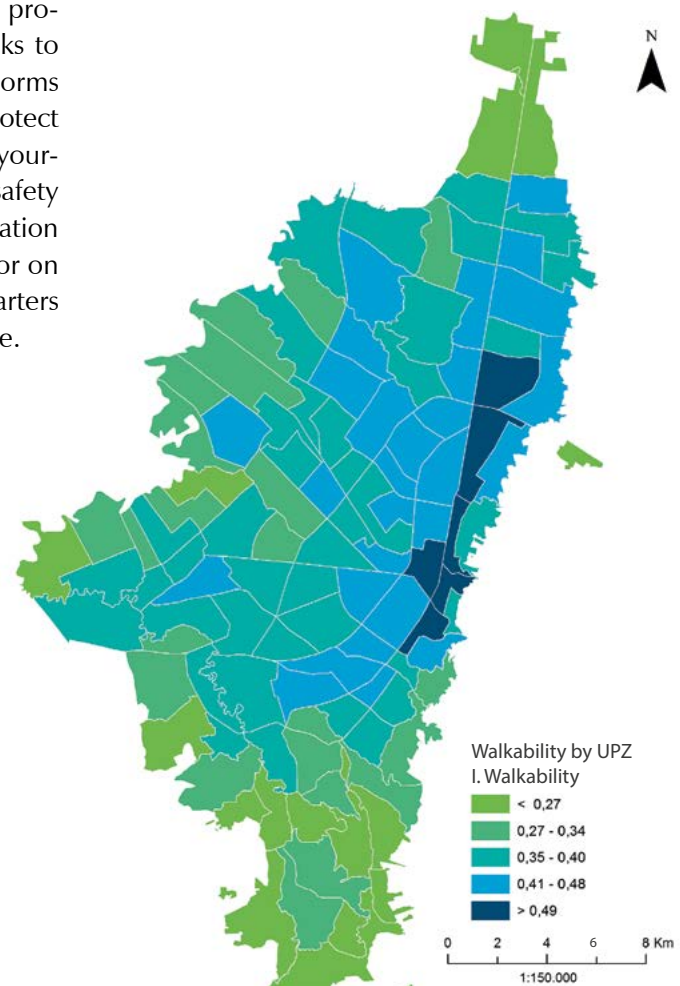 pro-
ks to
orms
otect
your-
safety
ation
or on
arters
e.
N
Walkability by UPZ
I. Walkability
< 0,27
0,27 - 0,34
0,35 - 0,40
0,41 - 0,48
> 0,49
0 2 4 6 8 Km
1:150.000